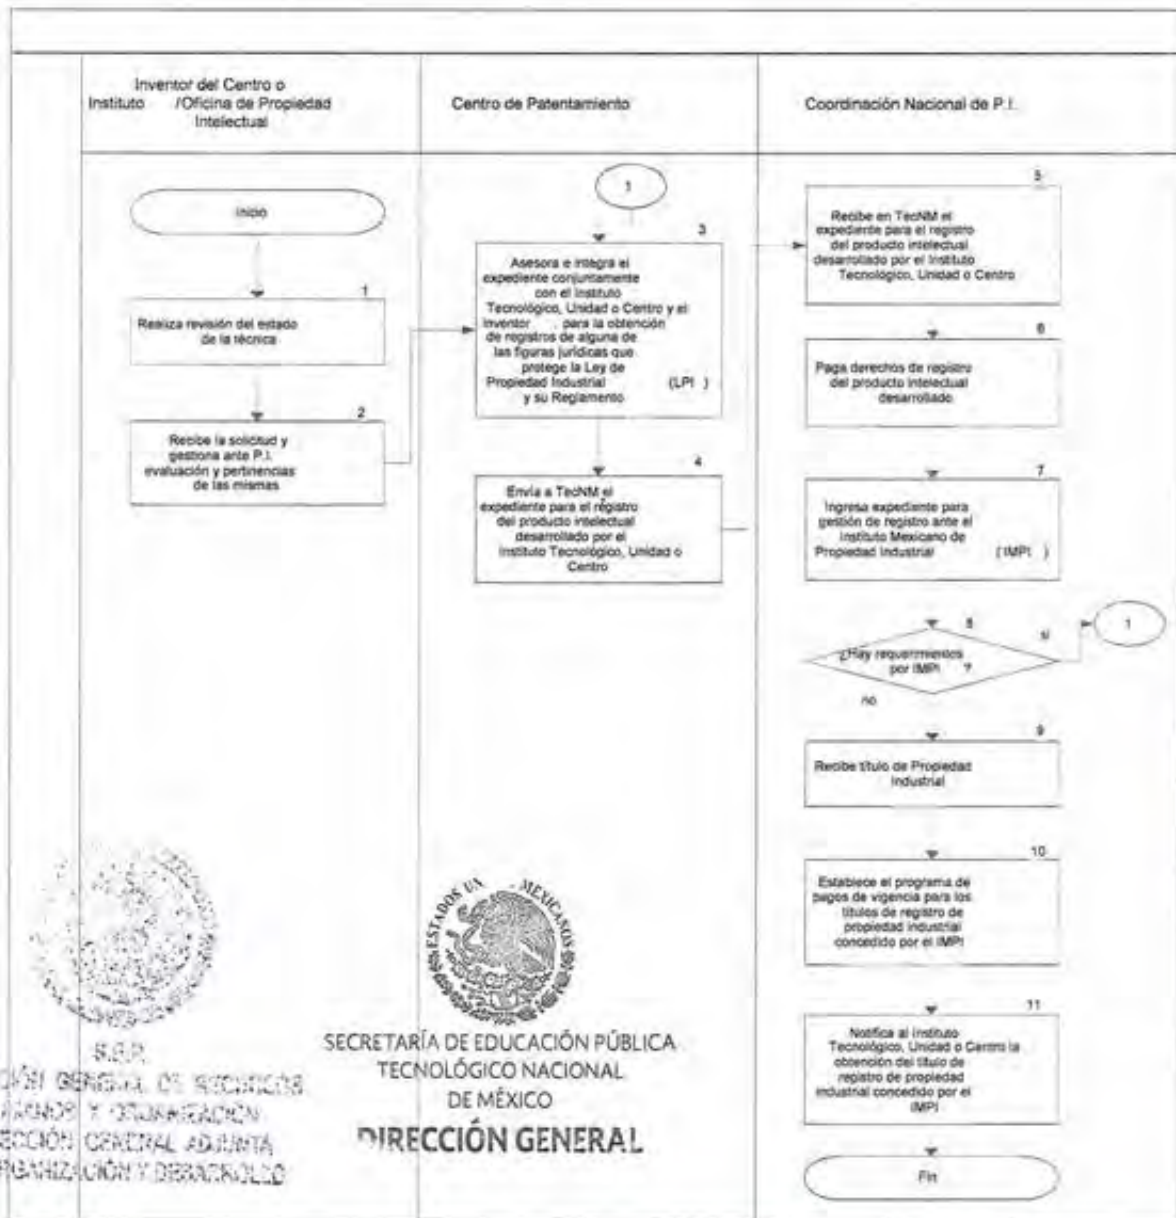 Inventor del Centro o
Instituto /Oficina de Propiedad
Intelectual
Centro de Patentamiento
Coordinación Nacional de P.I.
Inicio
1
Realiza revisión del estado
de la técnica
2
Recibe la solicitud y
gestiona ante P.I.
evaluación y pertinencias
de las mismas
1
3
Asesora e integra el
expediente conjuntamente
con el Instituto
Tecnológico, Unidad o Centro y el
Inventor , para la obtención
de registros de alguna de
las figuras jurídicas que
protege la Ley de
Propiedad Industrial (LPI )
y su Reglamento
4
Envía a TecNM el
expediente para el registro
del producto intelectual
desarrollado por el
Instituto Tecnológico, Unidad o
Centro
5
Recibe en TecNM el
expediente para el registro
del producto intelectual
desarrollado por el Instituto
Tecnológico, Unidad o Centro
6
Paga derechos de registro
del producto intelectual
desarrollado
7
Ingresa expediente para
gestión de registro ante el
Instituto Mexicano de
Propiedad Industrial ( IMPI )
8
¿Hay requerimientos
por IMPI ?
si
1
no
9
Recibe título de Propiedad
Industrial
10
Establece el programa de
pagos de vigencia para los
títulos de registro de
propiedad industrial
concedido por el IMPI
11
Notifica al Instituto
Tecnológico, Unidad o Centro la
obtención del título de
registro de propiedad
industrial concedido por el
IMPI
Fin
ESTADOS UN MEXICANOS
SECRETARÍA DE EDUCACIÓN PÚBLICA
TECNOLÓGICO NACIONAL
DE MÉXICO
DIRECCIÓN GENERAL
S.E.P.
GENERAL DE RECURSOS
Y ORGANIZACIÓN
GENERAL ADJUNTA
Y DESARROLLO